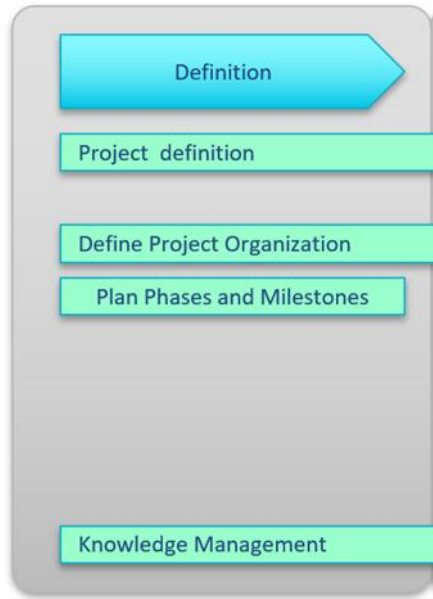 Definition
Project definition
Define Project Organization
Plan Phases and Milestones
Knowledge Management